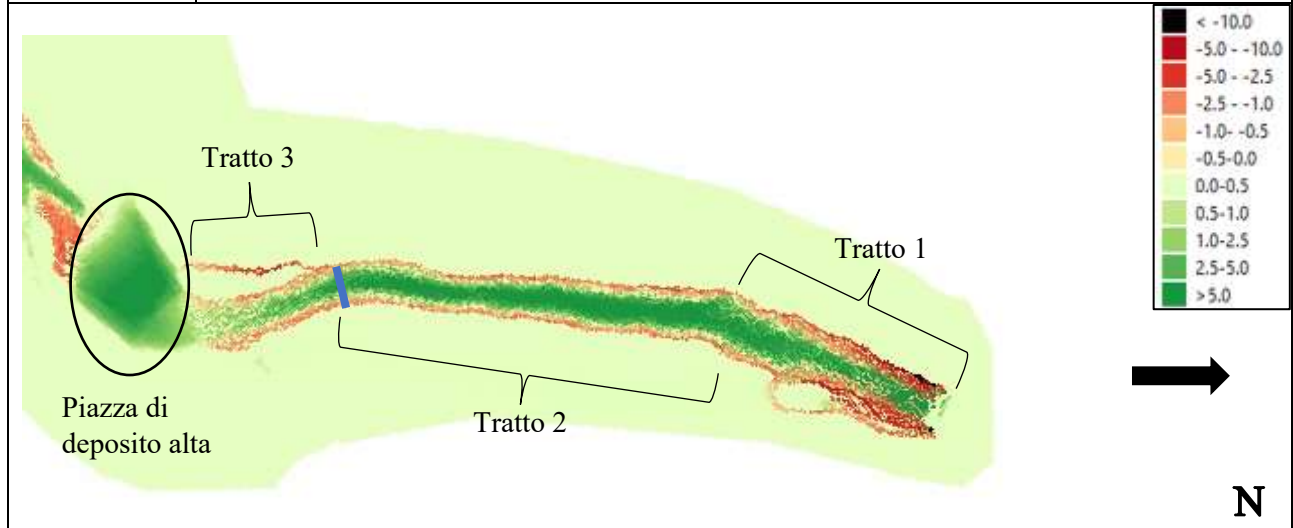 < -10.0
-5.0 - -10.0
-5.0 - -2.5
-2.5 - -1.0
-1.0- -0.5
-0.5-0.0
0.0-0.5
0.5-1.0
1.0-2.5
2.5-5.0
>5.0
Tratto 3
Tratto 1
Tratto 2
Piazza di
deposito alta
N